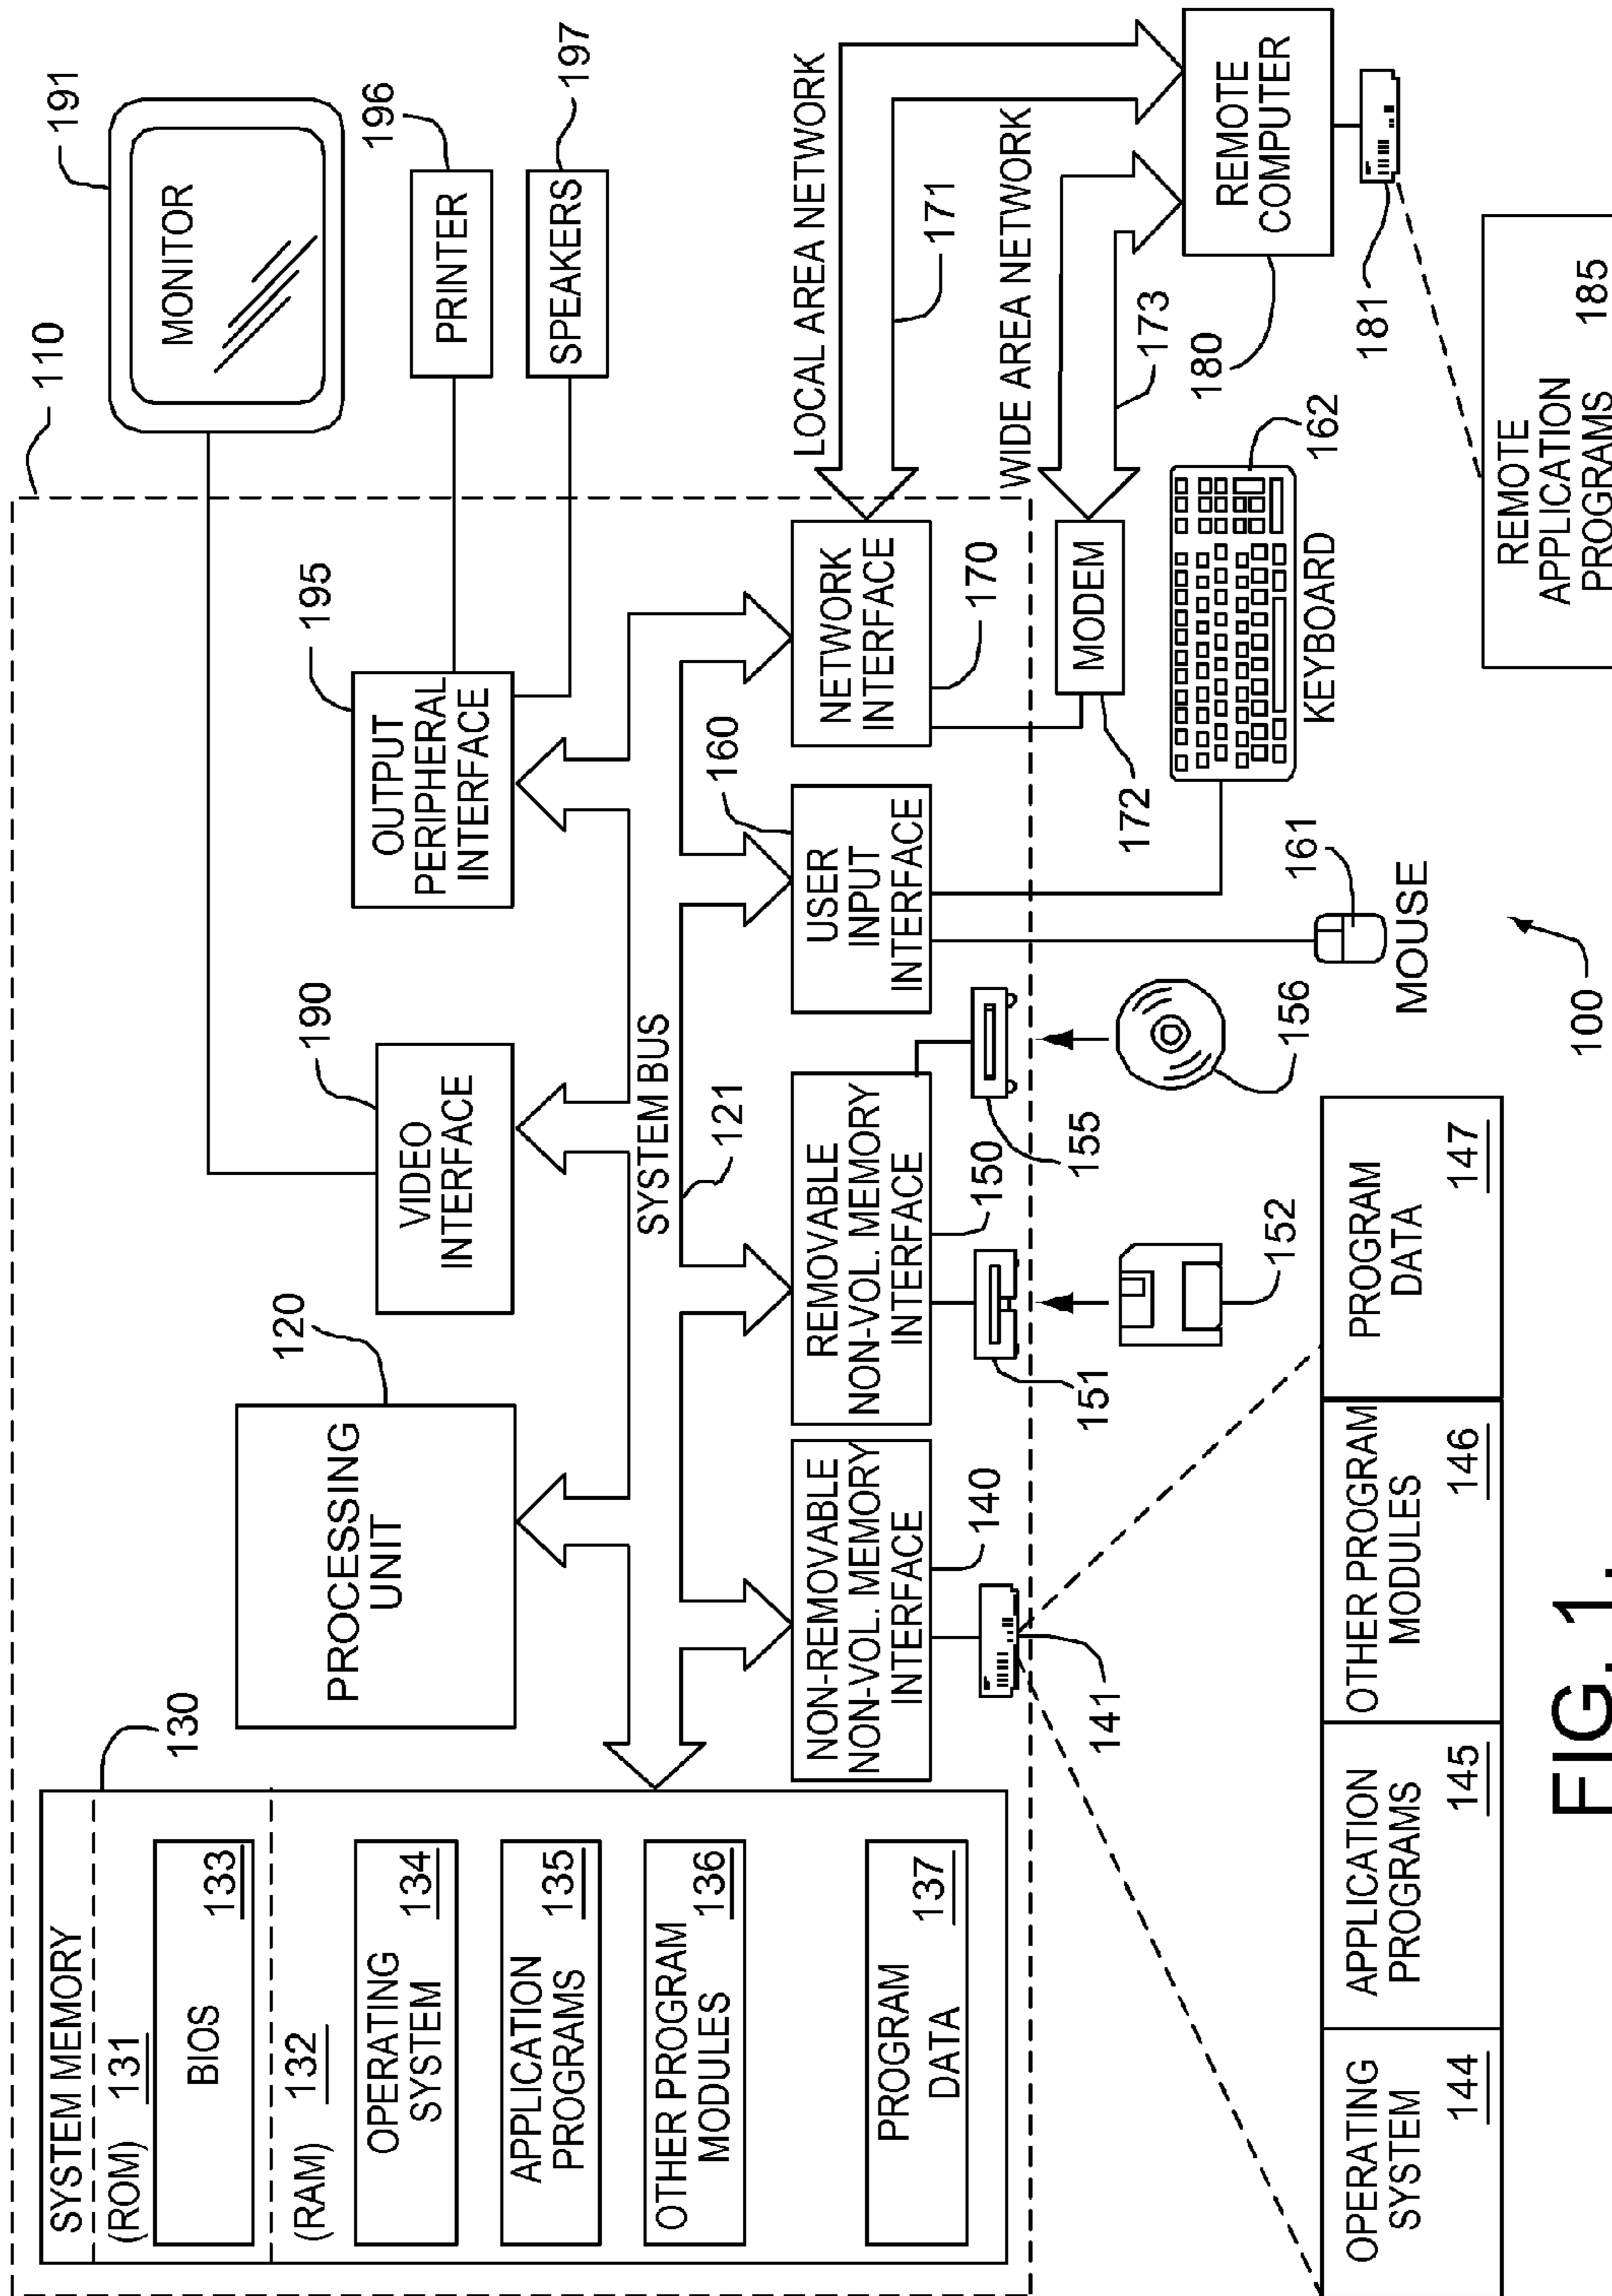 110
191
MONITOR
196
PRINTER
197
SPEAKERS
195
OUTPUT
PERIPHERAL
INTERFACE
190
VIDEO
INTERFACE
120
PROCESSING
UNIT
130
SYSTEM MEMORY
(ROM) 131
BIOS
133
(RAM) 132
OPERATING
SYSTEM 134
APPLICATION
PROGRAMS 135
OTHER PROGRAM
MODULES 136
PROGRAM
DATA 137
SYSTEM BUS
121
NON-REMOVABLE
NON-VOL. MEMORY
INTERFACE
140
141
REMOVABLE
NON-VOL. MEMORY
INTERFACE
150
151
152
155
156
160
USER
INPUT
INTERFACE
NETWORK
INTERFACE
170
LOCAL AREA NETWORK
171
WIDE AREA NETWORK
173
MODEM
172
REMOTE
COMPUTER
180
181
KEYBOARD
162
161
MOUSE
REMOTE
APPLICATION
PROGRAMS 185
100
OPERATING
SYSTEM
144
APPLICATION
PROGRAMS
145
OTHER PROGRAM
MODULES
146
PROGRAM
DATA
147
FIG. 1.